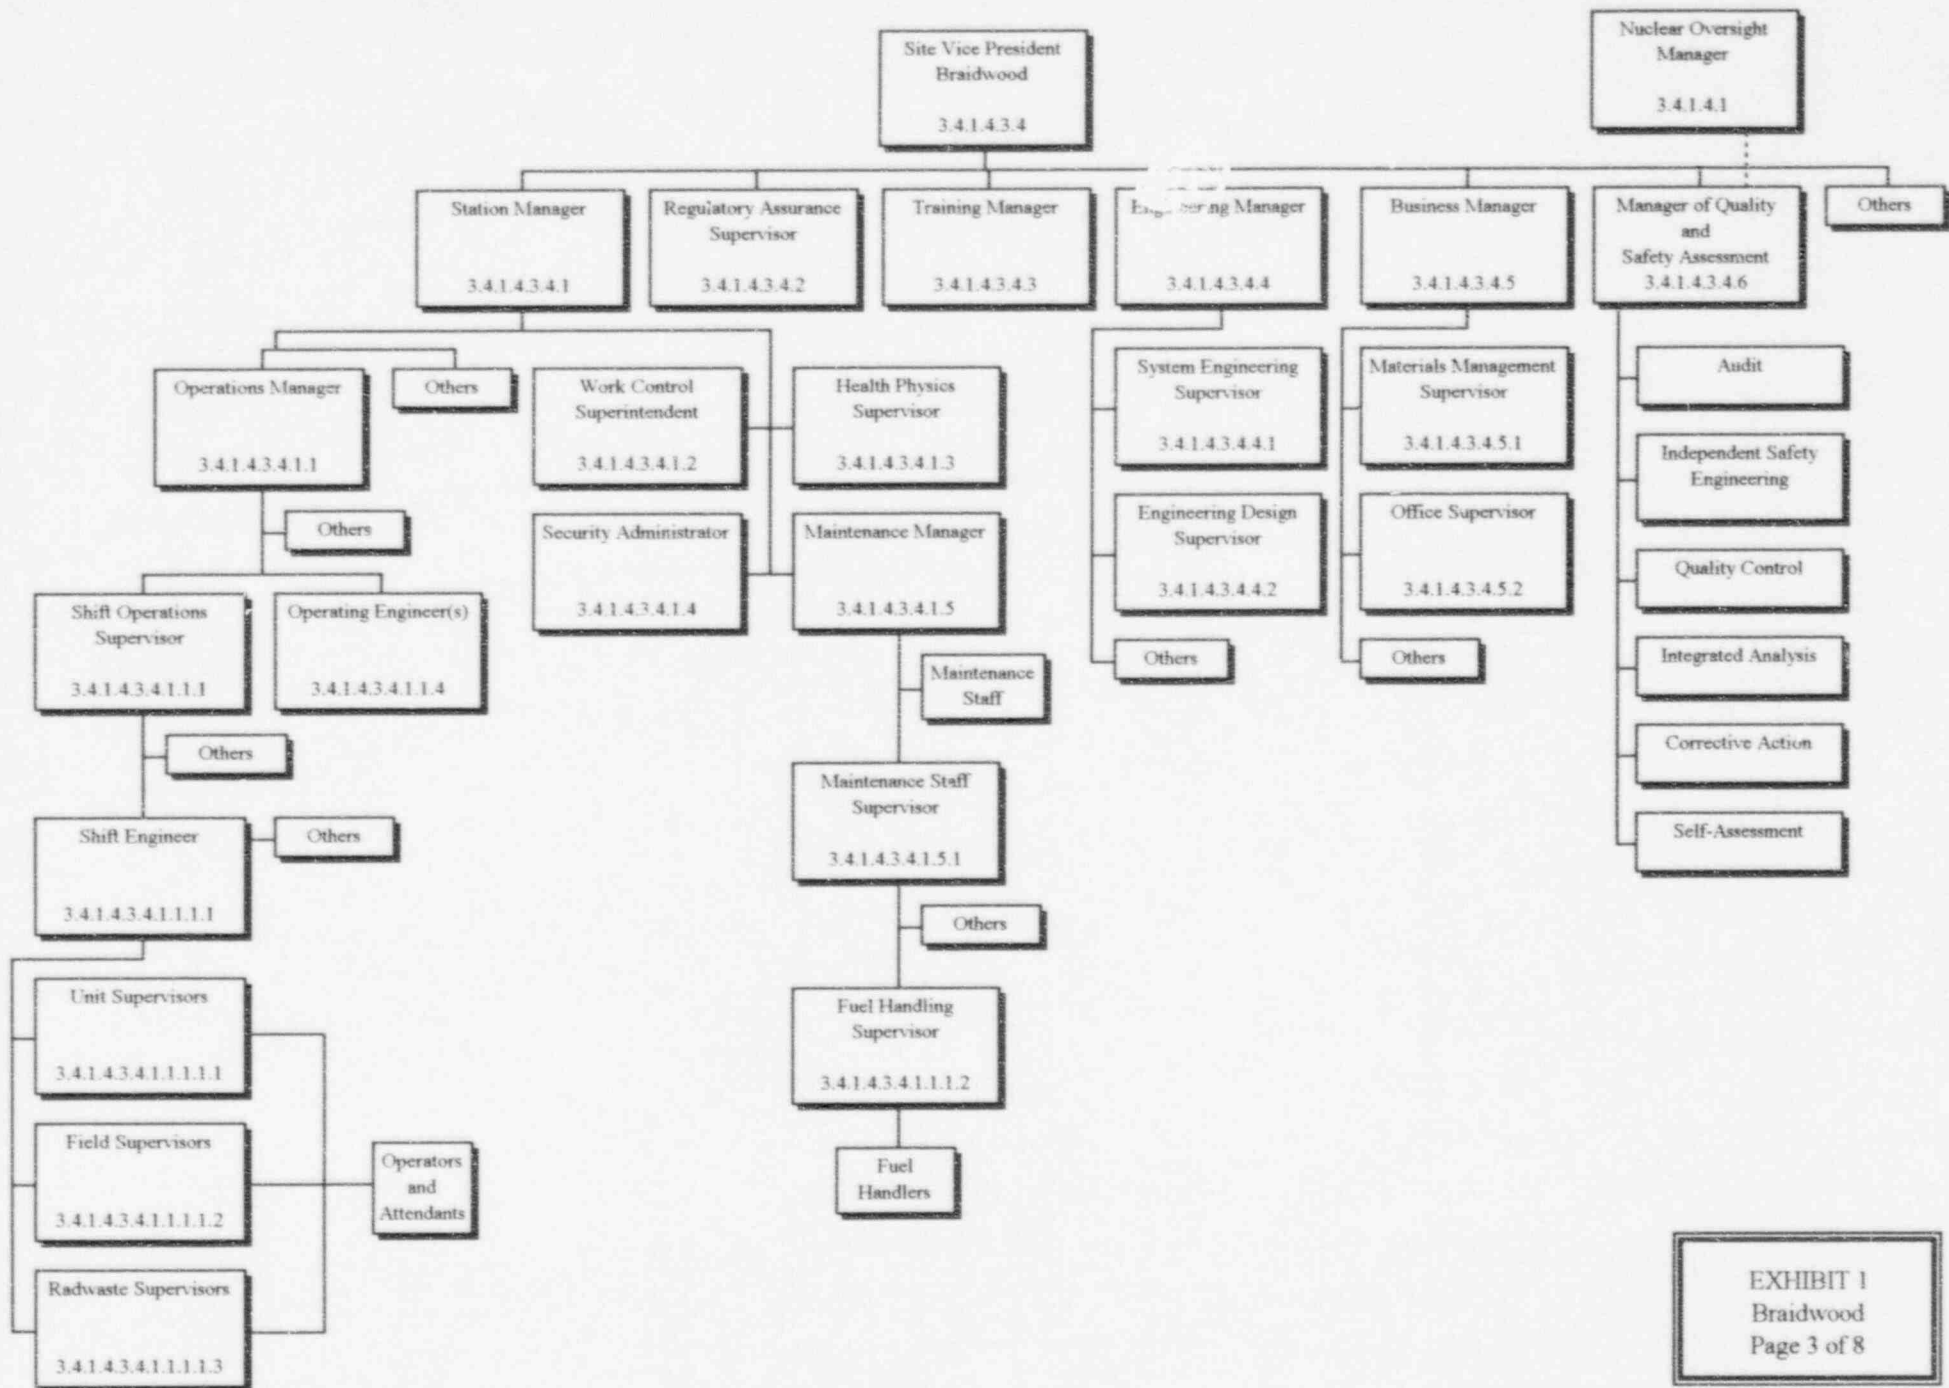 Site Vice President
Braidwood
3.4.1.4.3.4
Nuclear Oversight
Manager
3.4.1.4.1
Station Manager
3.4.1.4.3.4.1
Regulatory Assurance
Supervisor
3.4.1.4.3.4.2
Training Manager
3.4.1.4.3.4.3
Engineering Manager
3.4.1.4.3.4.4
Business Manager
3.4.1.4.3.4.5
Manager of Quality
and
Safety Assessment
3.4.1.4.3.4.6
Others
Operations Manager
3.4.1.4.3.4.1.1
Others
Work Control
Superintendent
3.4.1.4.3.4.1.2
Health Physics
Supervisor
3.4.1.4.3.4.1.3
Security Administrator
3.4.1.4.3.4.1.4
Maintenance Manager
3.4.1.4.3.4.1.5
System Engineering
Supervisor
3.4.1.4.3.4.4.1
Engineering Design
Supervisor
3.4.1.4.3.4.4.2
Others
Materials Management
Supervisor
3.4.1.4.3.4.5.1
Office Supervisor
3.4.1.4.3.4.5.2
Others
Audit
Independent Safety
Engineering
Quality Control
Integrated Analysis
Corrective Action
Self-Assessment
Others
Shift Operations
Supervisor
3.4.1.4.3.4.1.1.1
Operating Engineer(s)
3.4.1.4.3.4.1.1.4
Others
Shift Engineer
3.4.1.4.3.4.1.1.1.1
Others
Unit Supervisors
3.4.1.4.3.4.1.1.1.1.1
Field Supervisors
3.4.1.4.3.4.1.1.1.1.2
Radwaste Supervisors
3.4.1.4.3.4.1.1.1.1.3
Operators
and
Attendants
Maintenance
Staff
Maintenance Staff
Supervisor
3.4.1.4.3.4.1.5.1
Others
Fuel Handling
Supervisor
3.4.1.4.3.4.1.1.1.2
Fuel
Handlers
EXHIBIT 1
Braidwood
Page 3 of 8